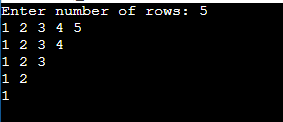 Enter number of rows: 5
1 2 3 4 5
1 2 3 4
1 2 3
1 2
1